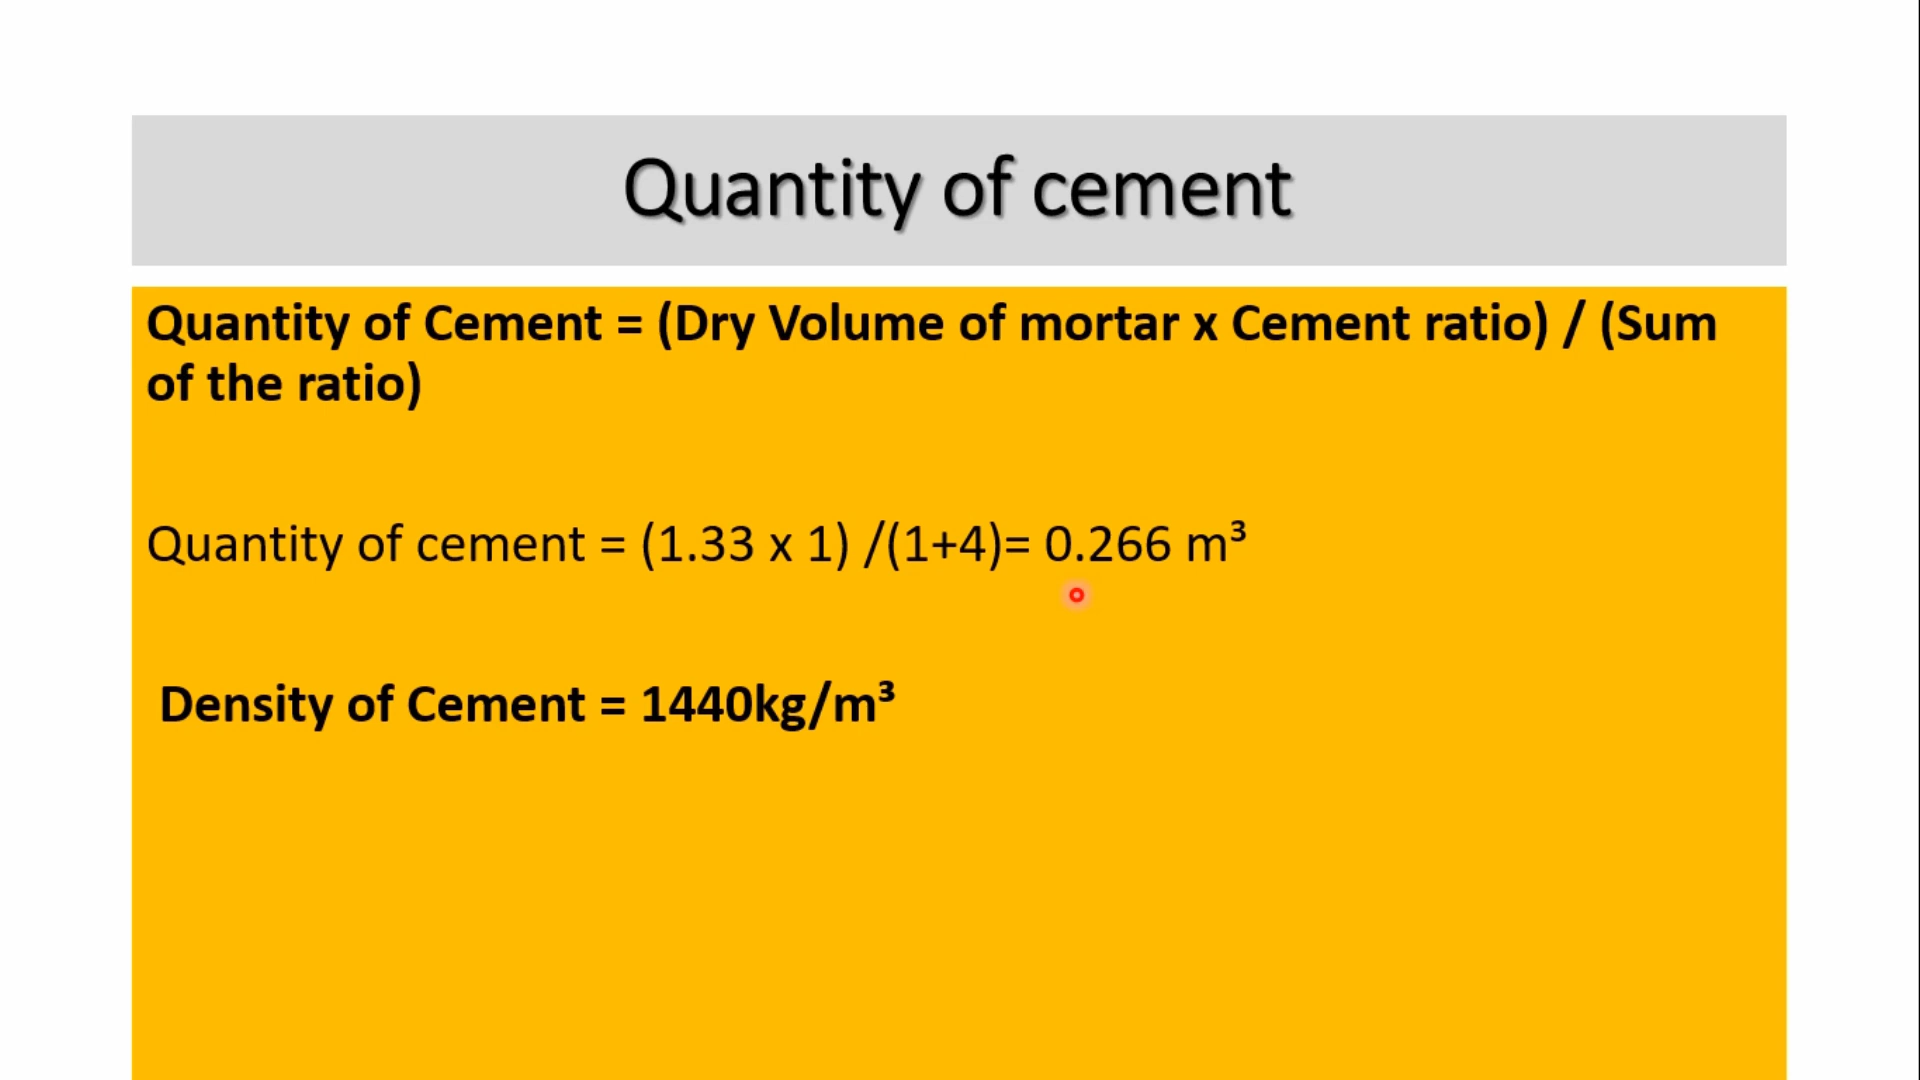 Quantity of cement
Quantity of Cement = (Dry Volume of mortar x Cement ratio) / (Sum
of the ratio)
Quantity of cement = (1.33 x 1) /(1+4)= 0.266 m³
Density of Cement = 1440kg/m³